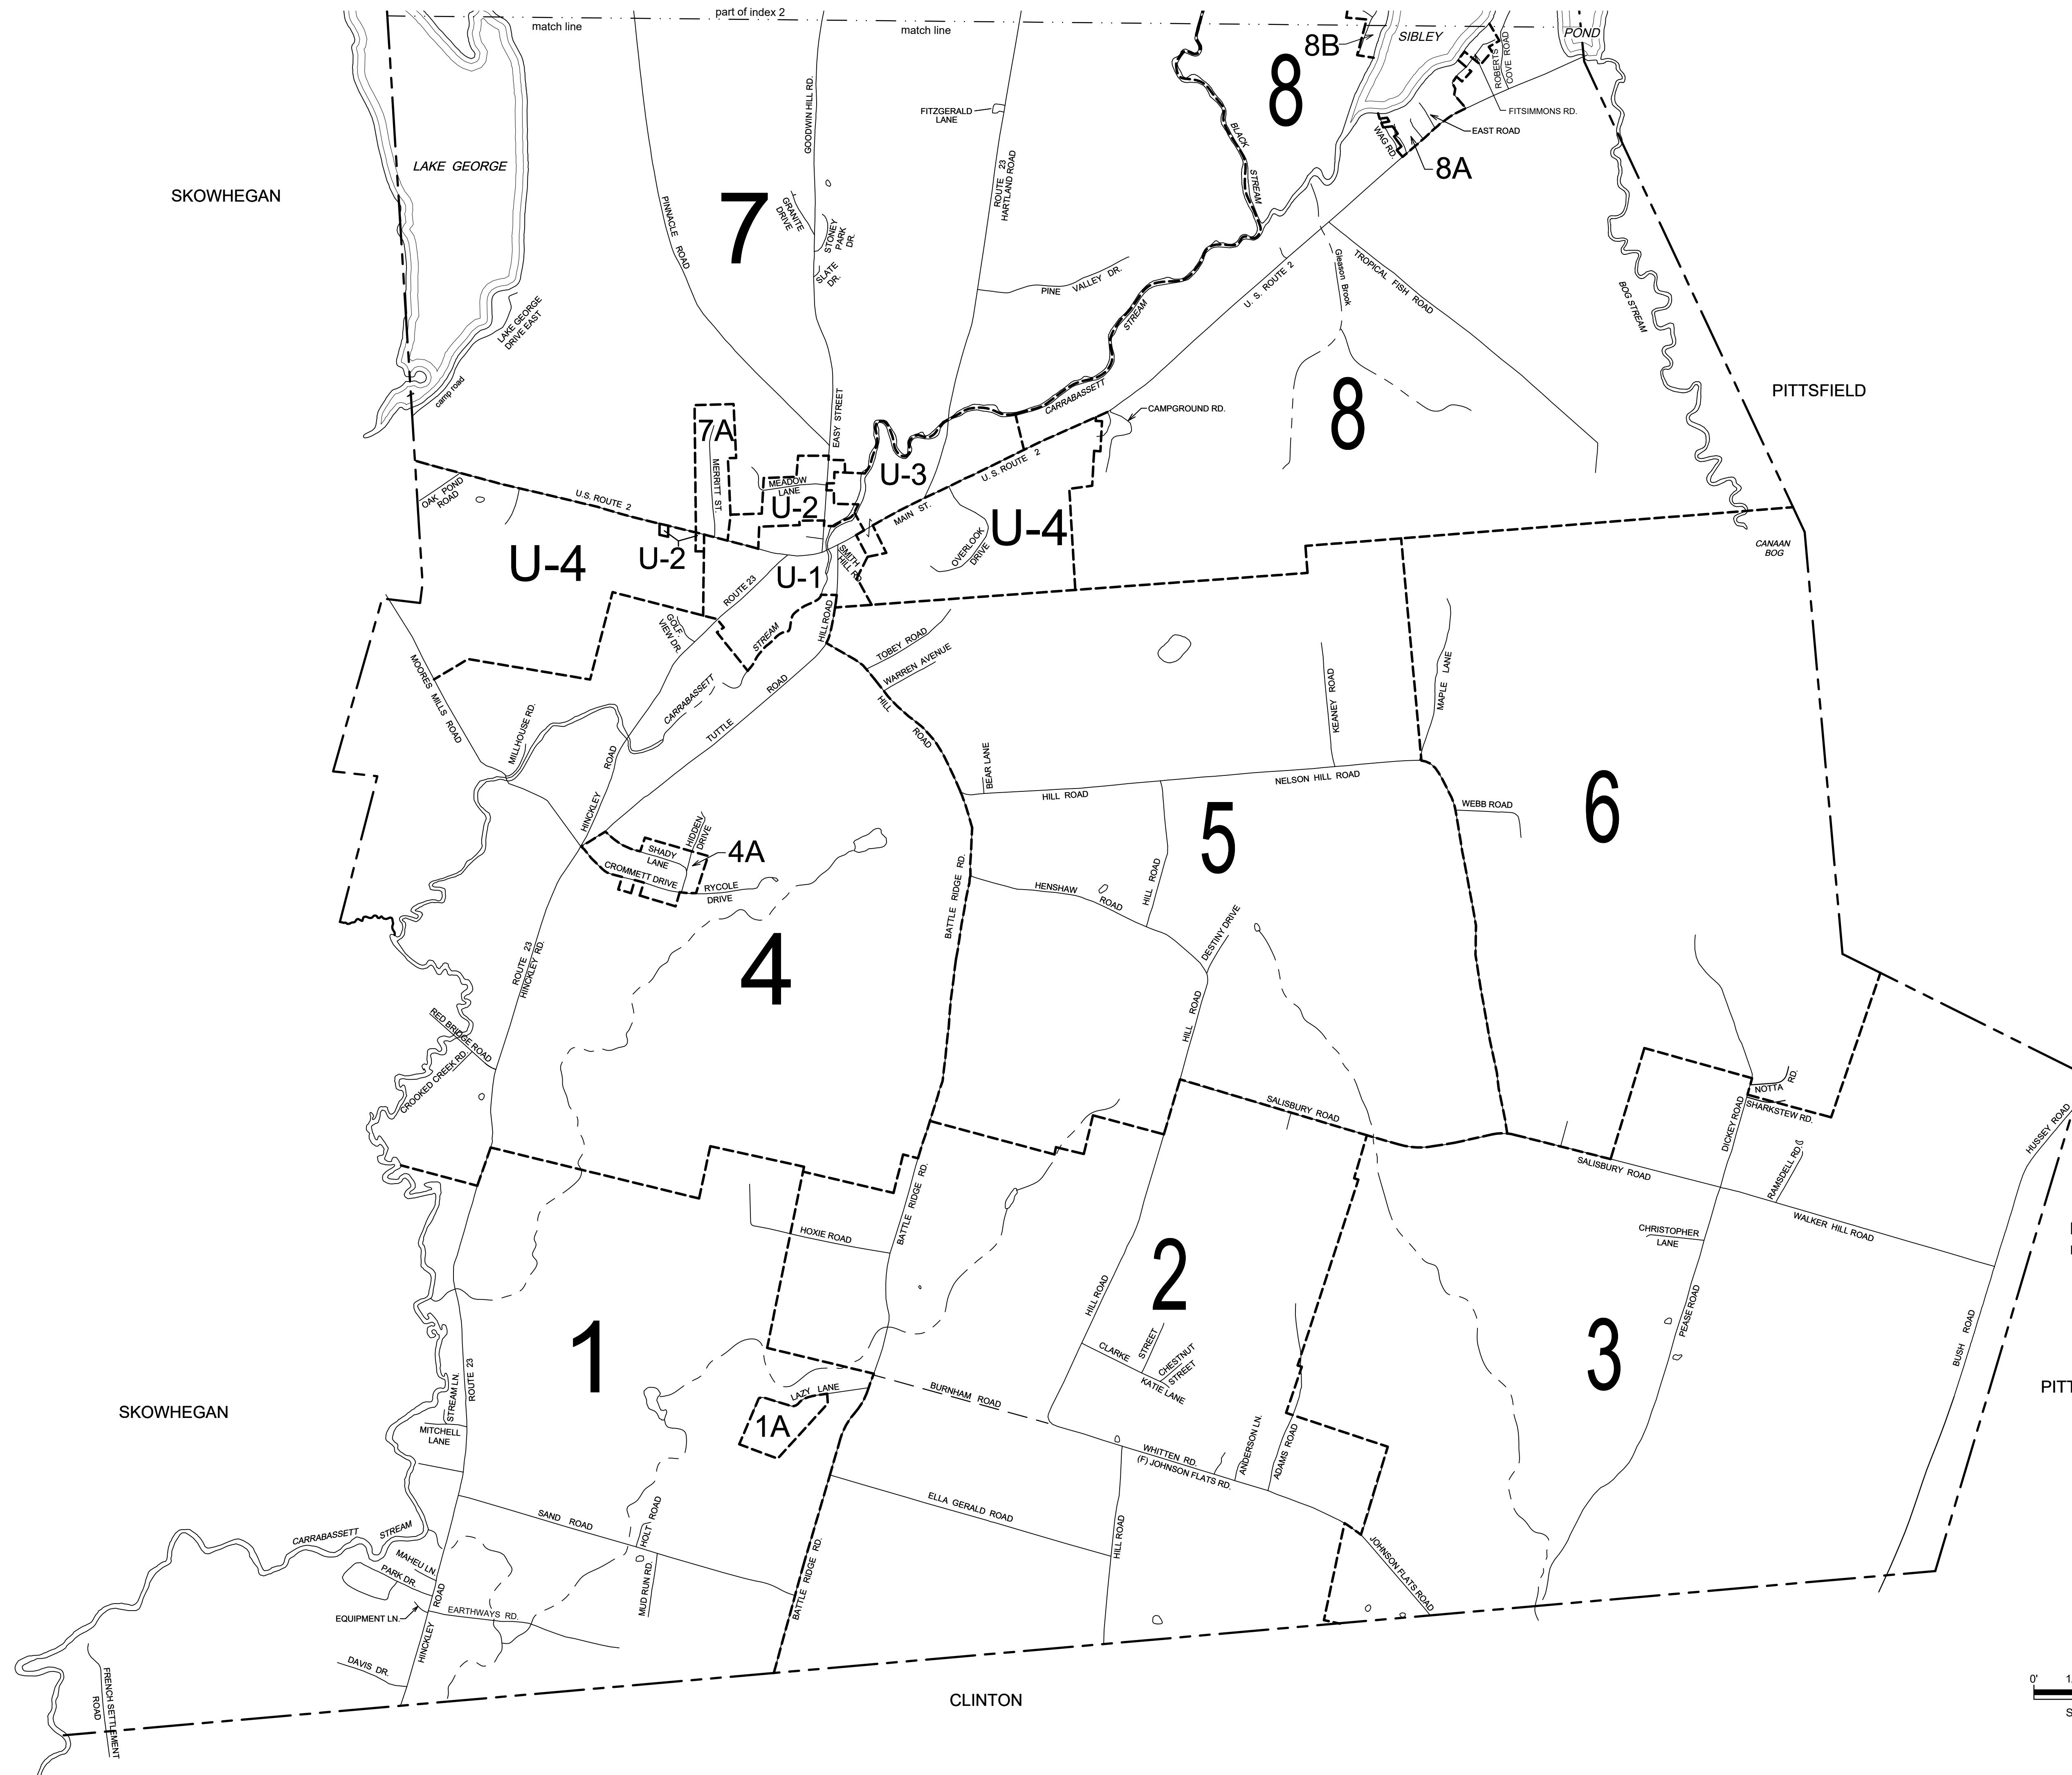 part of index 2
match line
match line
SIBLEY
POND
8B
8
ROBERTS
COVE ROAD
FITSIMMONS RD.
EAST ROAD
WAG RD.
8A
FITZGERALD
LANE
GOODWIN HILL RD.
BLACK
STREAM
LAKE GEORGE
SKOWHEGAN
ROUTE 23
HARTLAND ROAD
PINNACLE ROAD
7
GRANITE
DRIVE
STONEY
PARK
DR.
SLATE
DR.
PINE VALLEY DR.
STREAM
U. S. ROUTE 2
Gleason Brook
TROPICAL FISH ROAD
BOG STREAM
LAKE GEORGE
DRIVE EAST
camp road
PITTSFIELD
8
CARRABASSETT
CAMPGROUND RD.
EASY STREET
7A
MERRITT ST.
MEADOW
LANE
U-2
U-3
U. S. ROUTE 2
MAIN ST.
OAK POND
ROAD
U.S. ROUTE 2
U-4
U-2
U-4
OVERLOOK
DRIVE
SMITH
HILL RD.
U-1
CANAAN
BOG
ROUTE 23
GOLF
VIEW DR.
STREAM
HILL ROAD
TOBEY ROAD
WARREN AVENUE
HILL
ROAD
MOORES MILLS ROAD
CARRABASSETT
TUTTLE
ROAD
MILLHOUSE RD.
KEANEY ROAD
MAPLE LANE
BEAR LANE
HILL ROAD
NELSON HILL ROAD
WEBB ROAD
6
5
HINCKLEY
ROAD
SHADY
LANE
HIDDEN
DRIVE
4A
CROMMETT DRIVE
RYCOLE
DRIVE
BATTLE RIDGE RD.
HENSHAW
ROAD
HILL ROAD
DESTINY DRIVE
ROUTE 23
HINCKLEY RD.
4
HILL ROAD
RED BRIDGE ROAD
CROOKED CREEK RD.
SALISBURY ROAD
NOTTA RD.
SHARKSTEW RD.
DICKEY ROAD
HUSSEY ROAD
RAMSDELL RD.
SALISBURY ROAD
WALKER HILL ROAD
CHRISTOPHER
LANE
HOXIE ROAD
BATTLE RIDGE RD.
2
HILL ROAD
PEASE ROAD
BUSH ROAD
1
3
CLARKE
STREET
CHESTNUT
STREET
KATIE LANE
ROUTE 23
STREAM LN.
MITCHELL
LANE
LAZY LANE
1A
BURNHAM ROAD
PITT
SKOWHEGAN
WHITTEN RD.
(F) JOHNSON FLATS RD.
ANDERSON LN.
ADAMS ROAD
SAND ROAD
HOLT ROAD
ELLA GERALD ROAD
HILL ROAD
CARRABASSETT STREAM
MAHEU LN.
PARK DR.
EQUIPMENT LN.
EARTHWAYS RD.
MUD RUN RD.
BATTLE RIDGE RD.
JOHNSON FLATS ROAD
HINCKLEY
ROAD
DAVIS DR.
FRENCH SETTLEMENT
ROAD
CLINTON
0'